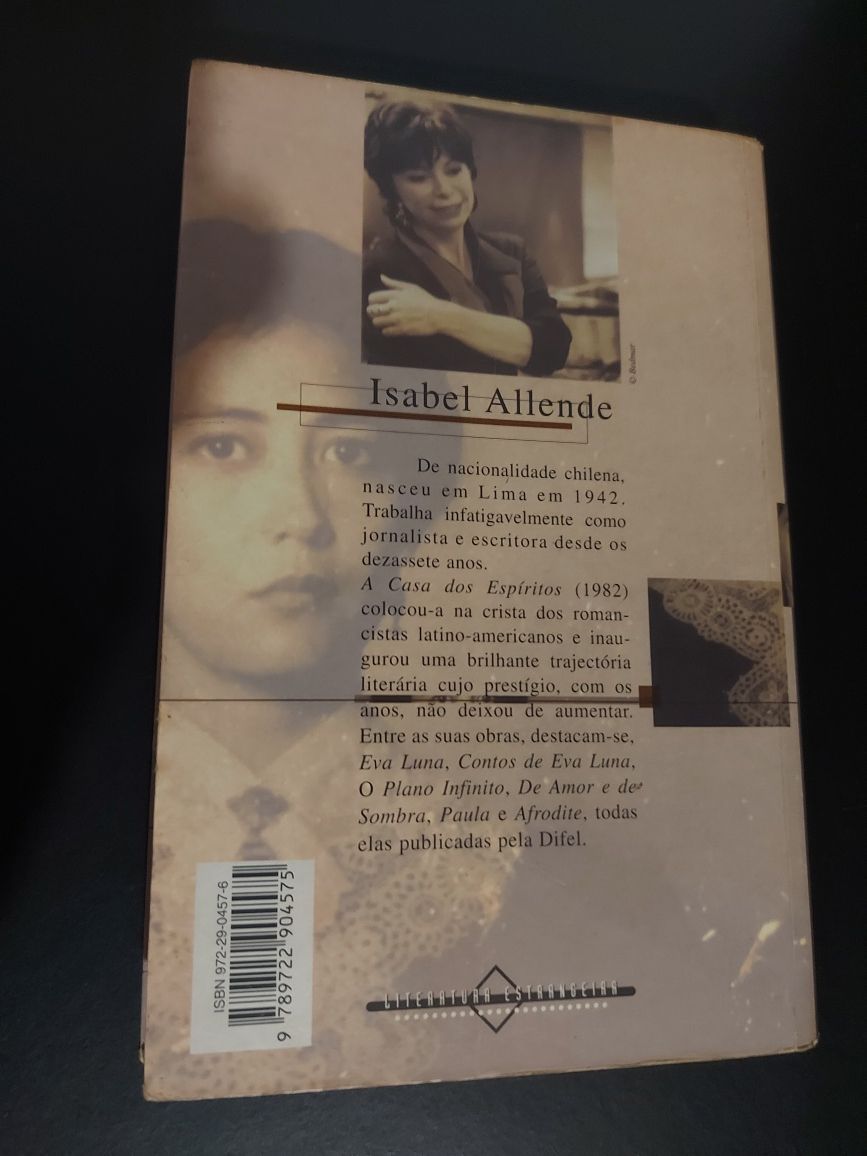 © Bedmar
Isabel Allende
De nacionalidade chilena,
nasceu em Lima em 1942.
Trabalha infatigavelmente como
jornalista e escritora desde os
dezassete anos.
A Casa dos Espíritos (1982)
colocou-a na crista dos roman-
cistas latino-americanos e inau-
gurou uma brilhante trajectória
literária cujo prestígio, com os
anos, não deixou de aumentar.
Entre as suas obras, destacam-se,
Eva Luna, Contos de Eva Luna,
O Plano Infinito, De Amor e de
Sombra, Paula e Afrodite, todas
elas publicadas pela Difel.
ISBN 972-29-0457-6
9 789722 904575
LITERATURA ESTRANGEIRA